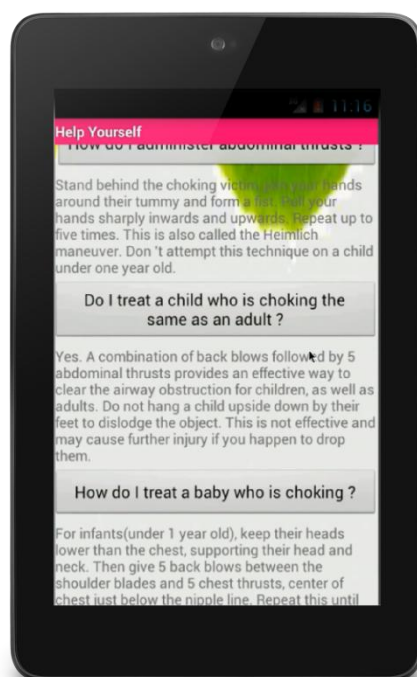 11:16
Help Yourself
How do I administer abdominal thrusts ?
Stand behind the choking victim, join your hands
around their tummy and form a fist. Pull your
hands sharply inwards and upwards. Repeat up to
five times. This is also called the Heimlich
maneuver. Don 't attempt this technique on a child
under one year old.
Do I treat a child who is choking the
same as an adult ?
Yes. A combination of back blows followed by 5
abdominal thrusts provides an effective way to
clear the airway obstruction for children, as well as
adults. Do not hang a child upside down by their
feet to dislodge the object. This is not effective and
may cause further injury if you happen to drop
them.
How do I treat a baby who is choking ?
For infants(under 1 year old), keep their heads
lower than the chest, supporting their head and
neck. Then give 5 back blows between the
shoulder blades and 5 chest thrusts, center of
chest just below the nipple line. Repeat this until